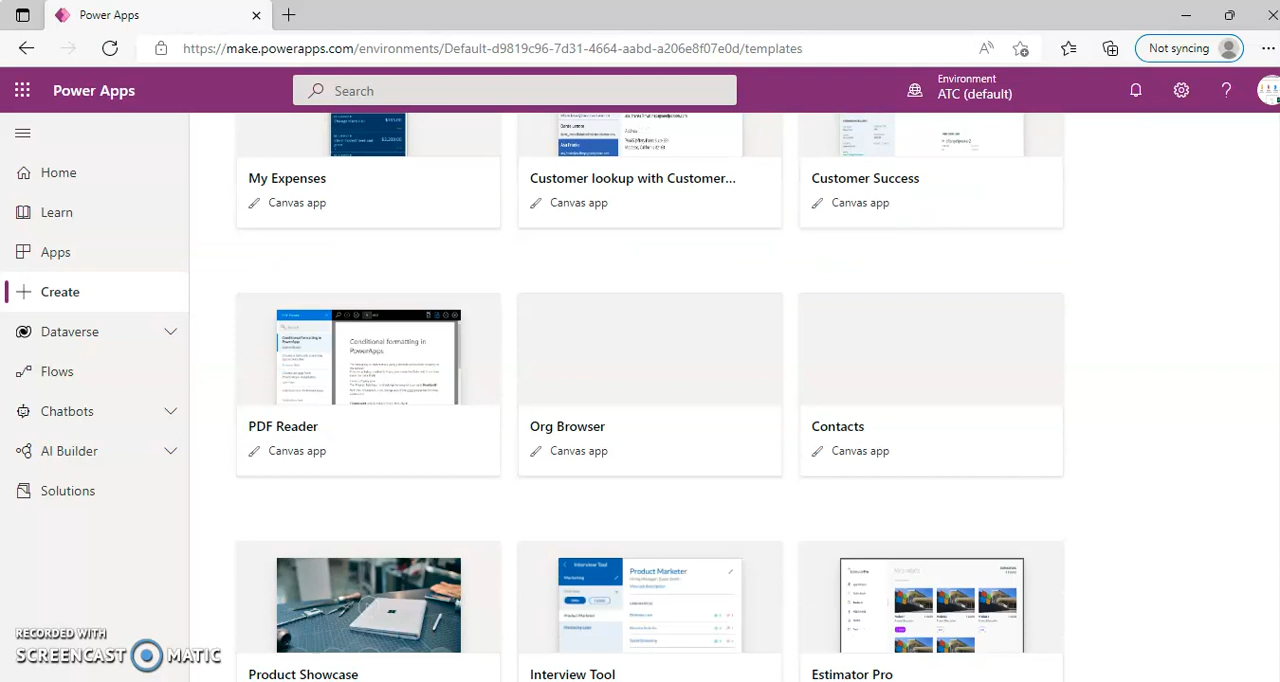 Power Apps
https://make.powerapps.com/environments/Default-d9819c96-7d31-4664-aabd-a206e8f07e0d/templates
Not syncing
Power Apps
Search
Environment
ATC (default)
Home
Learn
Apps
Create
Dataverse
Flows
Chatbots
AI Builder
Solutions
My Expenses
Canvas app
Customer lookup with Customer...
Canvas app
Customer Success
Canvas app
Conditional formatting in
PowerApps
PDF Reader
Canvas app
Org Browser
Canvas app
Contacts
Canvas app
Product Showcase
Interview Tool
Marketing
Product Marketer
Interview Tool
Estimator Pro
RECORDED WITH
SCREENCAST MATIC